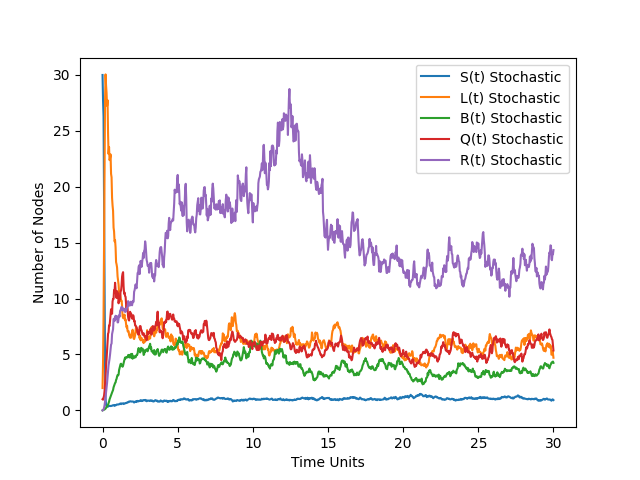 S(t) Stochastic
L(t) Stochastic
B(t) Stochastic
Q(t) Stochastic
R(t) Stochastic
30
25
20
15
10
5
0
Number of Nodes
0 5 10 15 20 25 30
Time Units